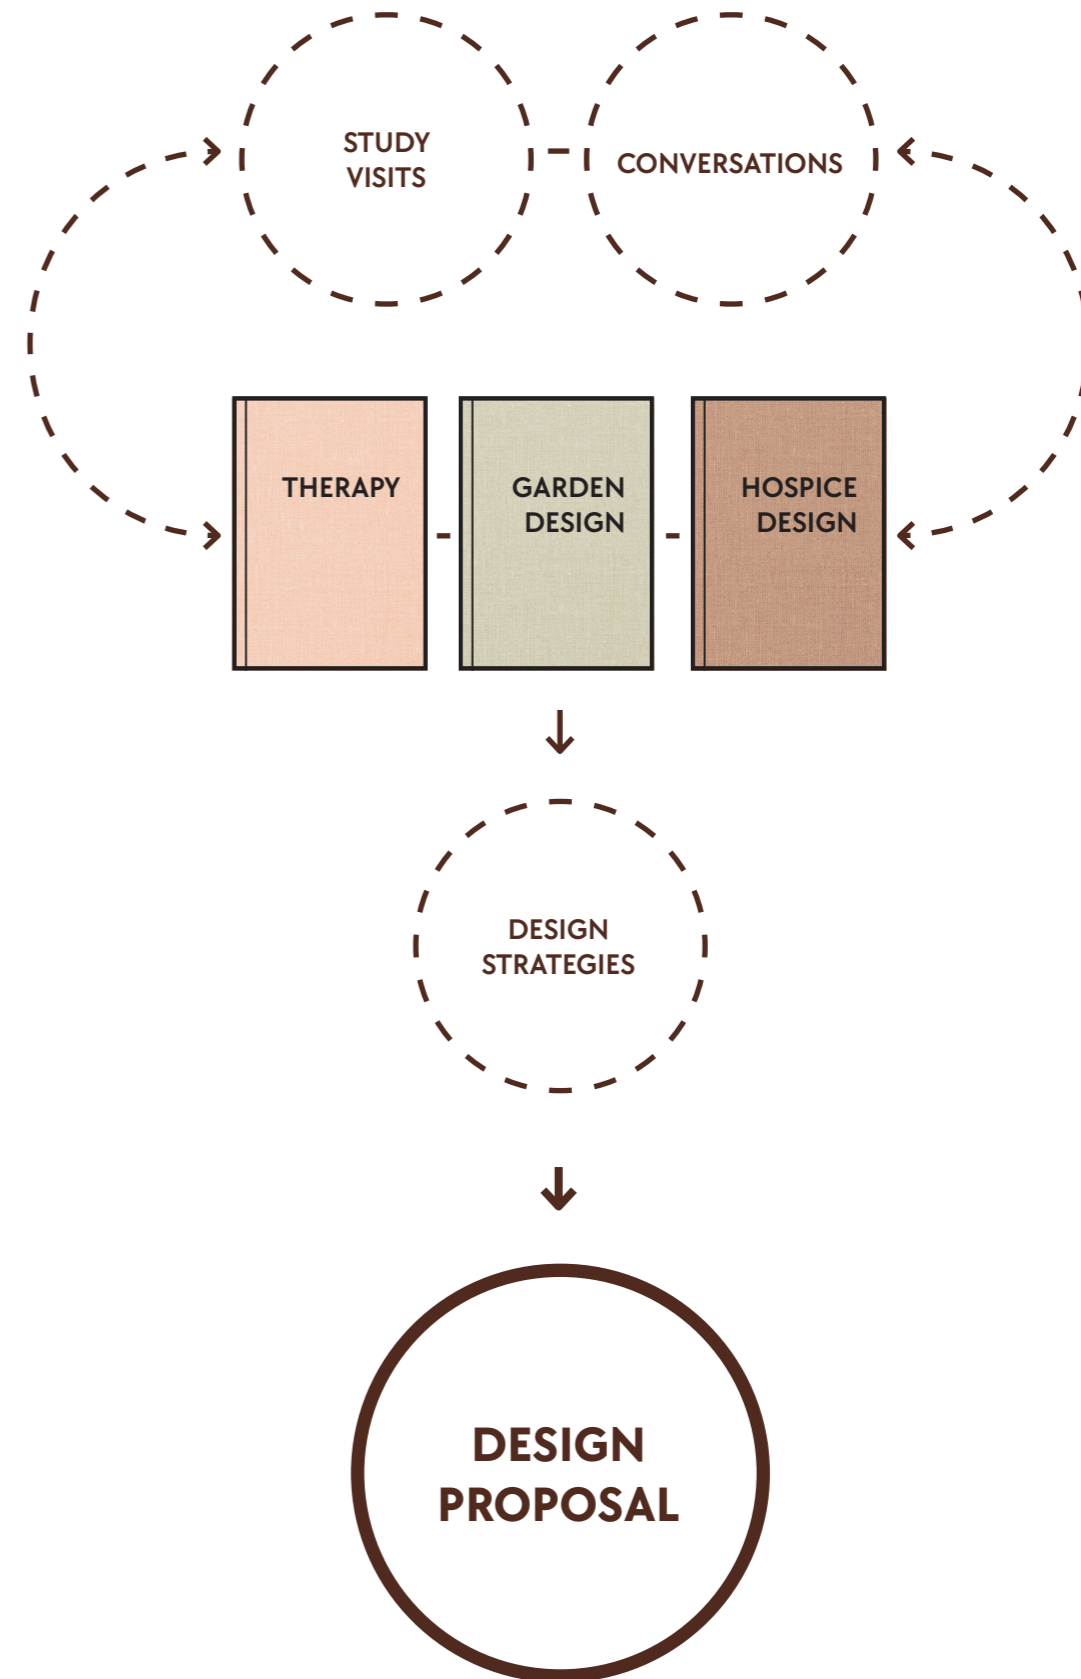 STUDY
VISITS
CONVERSATIONS
THERAPY
GARDEN
DESIGN
HOSPICE
DESIGN
DESIGN
STRATEGIES
DESIGN
PROPOSAL